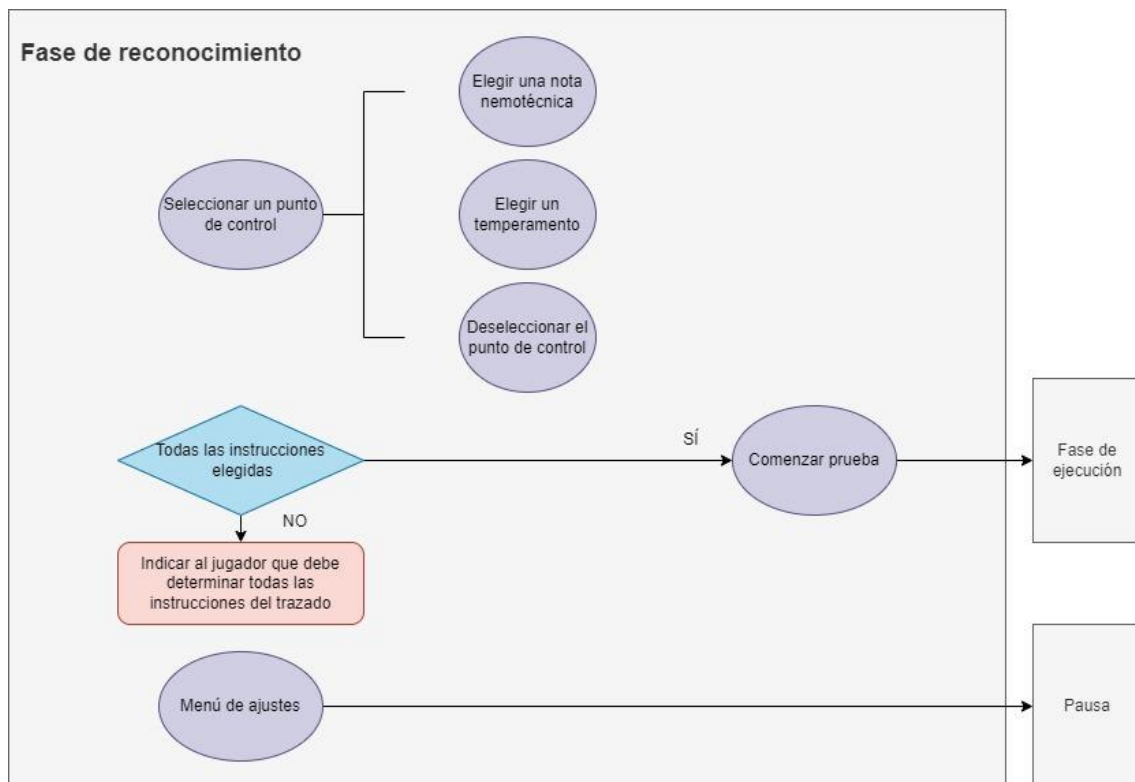 Fase de reconocimiento
Elegir una nota
nemotécnica
Seleccionar un punto
de control
Elegir un
temperamento
Deseleccionar el
punto de control
Todas las instrucciones
elegidas
SÍ
Comenzar prueba
Fase de
ejecución
NO
Indicar al jugador que debe
determinar todas las
instrucciones del trazado
Menú de ajustes
Pausa